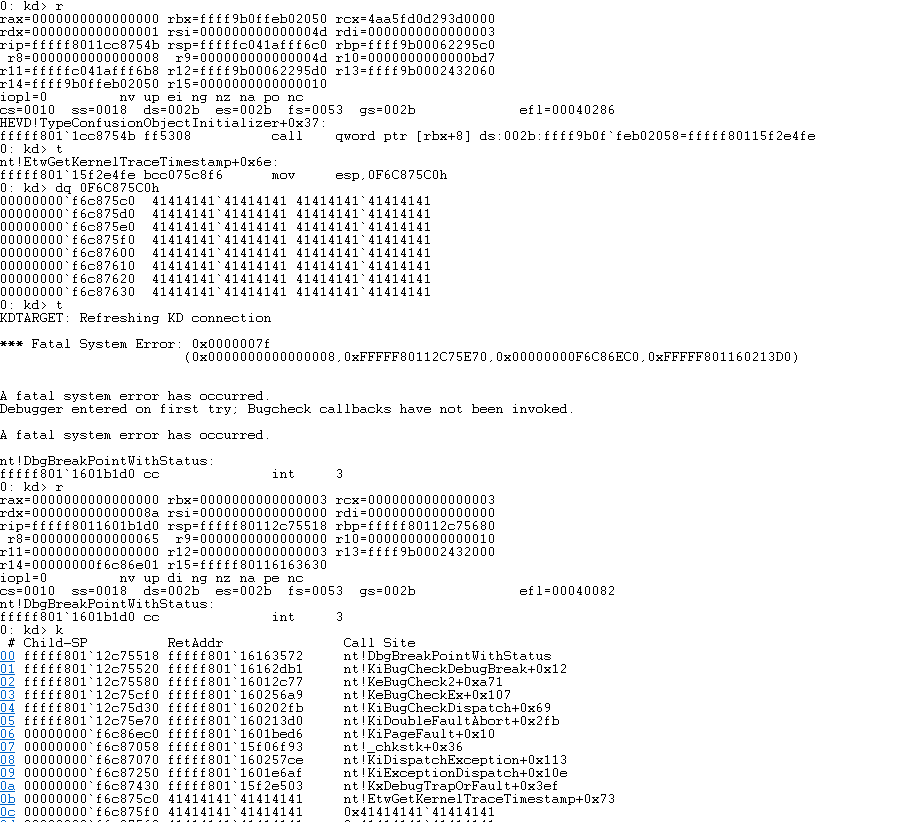 0: kd> r
rax=0000000000000000 rbx=ffff9b0ffeb02050 rcx=4aa5fd0d293d0000
rdx=0000000000000001 rsi=000000000000004d rdi=0000000000000003
rip=fffff8011cc8754b rsp=fffffc041afff6c0 rbp=ffff9b00062295c0
 r8=0000000000000008  r9=000000000000004d r10=0000000000000bd7
r11=fffffc041afff6b8 r12=ffff9b00062295d0 r13=ffff9b0002432060
r14=ffff9b0ffeb02050 r15=0000000000000010
iopl=0         nv up ei ng nz na po nc
cs=0010  ss=0018  ds=002b  es=002b  fs=0053  gs=002b             efl=00040286
HEVD!TypeConfusionObjectInitializer+0x37:
fffff801`1cc8754b ff5308          call    qword ptr [rbx+8] ds:002b:ffff9b0f`feb02058=fffff80115f2e4fe
0: kd> t
nt!EtwGetKernelTraceTimestamp+0x6e:
fffff801`15f2e4fe bcc075c8f6      mov     esp,0F6C875C0h
0: kd> dq 0F6C875C0h
00000000`f6c875c0  41414141`41414141 41414141`41414141
00000000`f6c875d0  41414141`41414141 41414141`41414141
00000000`f6c875e0  41414141`41414141 41414141`41414141
00000000`f6c875f0  41414141`41414141 41414141`41414141
00000000`f6c87600  41414141`41414141 41414141`41414141
00000000`f6c87610  41414141`41414141 41414141`41414141
00000000`f6c87620  41414141`41414141 41414141`41414141
00000000`f6c87630  41414141`41414141 41414141`41414141
0: kd> t
KDTARGET: Refreshing KD connection
*** Fatal System Error: 0x0000007f
(0x0000000000000008,0xFFFFF80112C75E70,0x00000000F6C86EC0,0xFFFFF801160213D0)
A fatal system error has occurred.
Debugger entered on first try; Bugcheck callbacks have not been invoked.
A fatal system error has occurred.
nt!DbgBreakPointWithStatus:
fffff801`1601b1d0 cc              int     3
0: kd> r
rax=0000000000000000 rbx=0000000000000003 rcx=0000000000000003
rdx=000000000000008a rsi=0000000000000000 rdi=0000000000000000
rip=fffff8011601b1d0 rsp=fffff80112c75518 rbp=fffff80112c75680
 r8=0000000000000065  r9=0000000000000000 r10=0000000000000010
r11=0000000000000000 r12=0000000000000003 r13=ffff9b0002432000
r14=00000000f6c86e01 r15=fffff80116163630
iopl=0         nv up di ng nz na pe nc
cs=0010  ss=0018  ds=002b  es=002b  fs=0053  gs=002b             efl=00040082
nt!DbgBreakPointWithStatus:
fffff801`1601b1d0 cc              int     3
0: kd> k
 # Child-SP          RetAddr               Call Site
00 fffff801`12c75518 fffff801`16163572     nt!DbgBreakPointWithStatus
01 fffff801`12c75520 fffff801`16162db1     nt!KiBugCheckDebugBreak+0x12
02 fffff801`12c75580 fffff801`16012c77     nt!KeBugCheck2+0xa71
03 fffff801`12c75cf0 fffff801`160256a9     nt!KeBugCheckEx+0x107
04 fffff801`12c75d30 fffff801`160202fb     nt!KiBugCheckDispatch+0x69
05 fffff801`12c75e70 fffff801`160213d0     nt!KiDoubleFaultAbort+0x2fb
06 00000000`f6c86ec0 fffff801`1601bed6     nt!KiPageFault+0x10
07 00000000`f6c87058 fffff801`15f06f93     nt!_chkstk+0x36
08 00000000`f6c87070 fffff801`160257ce     nt!KiDispatchException+0x113
09 00000000`f6c87250 fffff801`1601e6af     nt!KiExceptionDispatch+0x10e
0a 00000000`f6c87430 fffff801`15f2e503     nt!KxDebugTrapOrFault+0x3ef
0b 00000000`f6c875c0 41414141`41414141     nt!EtwGetKernelTraceTimestamp+0x73
0c 00000000`f6c875f0 41414141`41414141     0x41414141`41414141